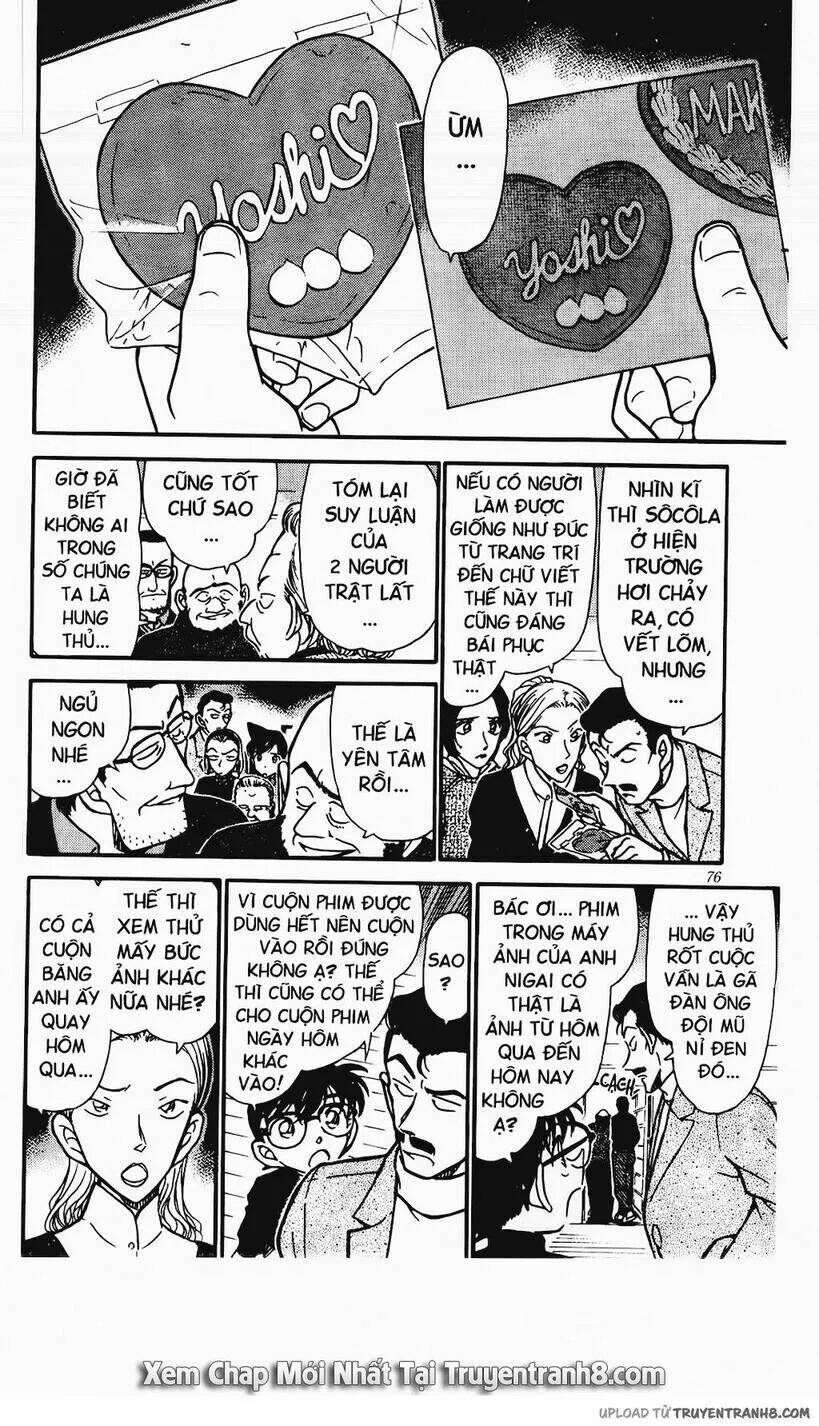 Yoshi
MAK
Yoshi
ỪM
...
NHÌN KĨ
THÌ SÔCÔLA
Ở HIỆN
TRƯỜNG
HƠI CHẢY
RA, CÓ
VẾT LÕM,
NHƯNG
...
NẾU CÓ NGƯỜI
LÀM ĐƯỢC
GIỐNG NHƯ ĐÚC
TỪ TRANG TRÍ
ĐẾN CHỮ VIẾT
THẾ NÀY THÌ
CŨNG ĐÁNG
BÁI PHỤC
THẬT
...
TÓM LẠI
SUY LUẬN
CỦA
2 NGƯỜI
TRẬT LẤT
...
CŨNG TỐT
CHỨ SAO
...
GIỜ ĐÃ
BIẾT
KHÔNG AI
TRONG
SỐ CHÚNG
TA LÀ
HUNG
THỦ...
THẾ LÀ
YÊN TÂM
RỒI...
NGỦ
NGON
NHÉ
...
76
... VẬY
HUNG THỦ
RỐT CUỘC
VẪN LÀ GÃ
ĐÀN ÔNG
ĐỘI MŨ
NỈ ĐEN
ĐÓ...
CẠCH
BÁC ƠI... PHIM
TRONG MÁY
ẢNH CỦA ANH
NIGAI CÓ
THẬT LÀ
ẢNH TỪ HÔM
QUA ĐẾN
HÔM NAY
KHÔNG
Ạ?
SAO
?
VÌ CUỘN PHIM ĐƯỢC
DÙNG HẾT NÊN CUỘN
VÀO RỒI ĐÚNG
KHÔNG Ạ? THẾ
THÌ CŨNG CÓ THỂ
CHO CUỘN PHIM
NGÀY HÔM
KHÁC
VÀO!
THẾ THÌ
XEM THỬ
MẤY BỨC
ẢNH KHÁC
NỮA NHÉ?
CÓ CẢ
CUỘN
BĂNG
ANH ẤY
QUAY
HÔM
QUA...
Xem Chap Mới Nhất Tại Truyentranh8.com
UPLOAD TỪ TRUYENTRANH8.COM